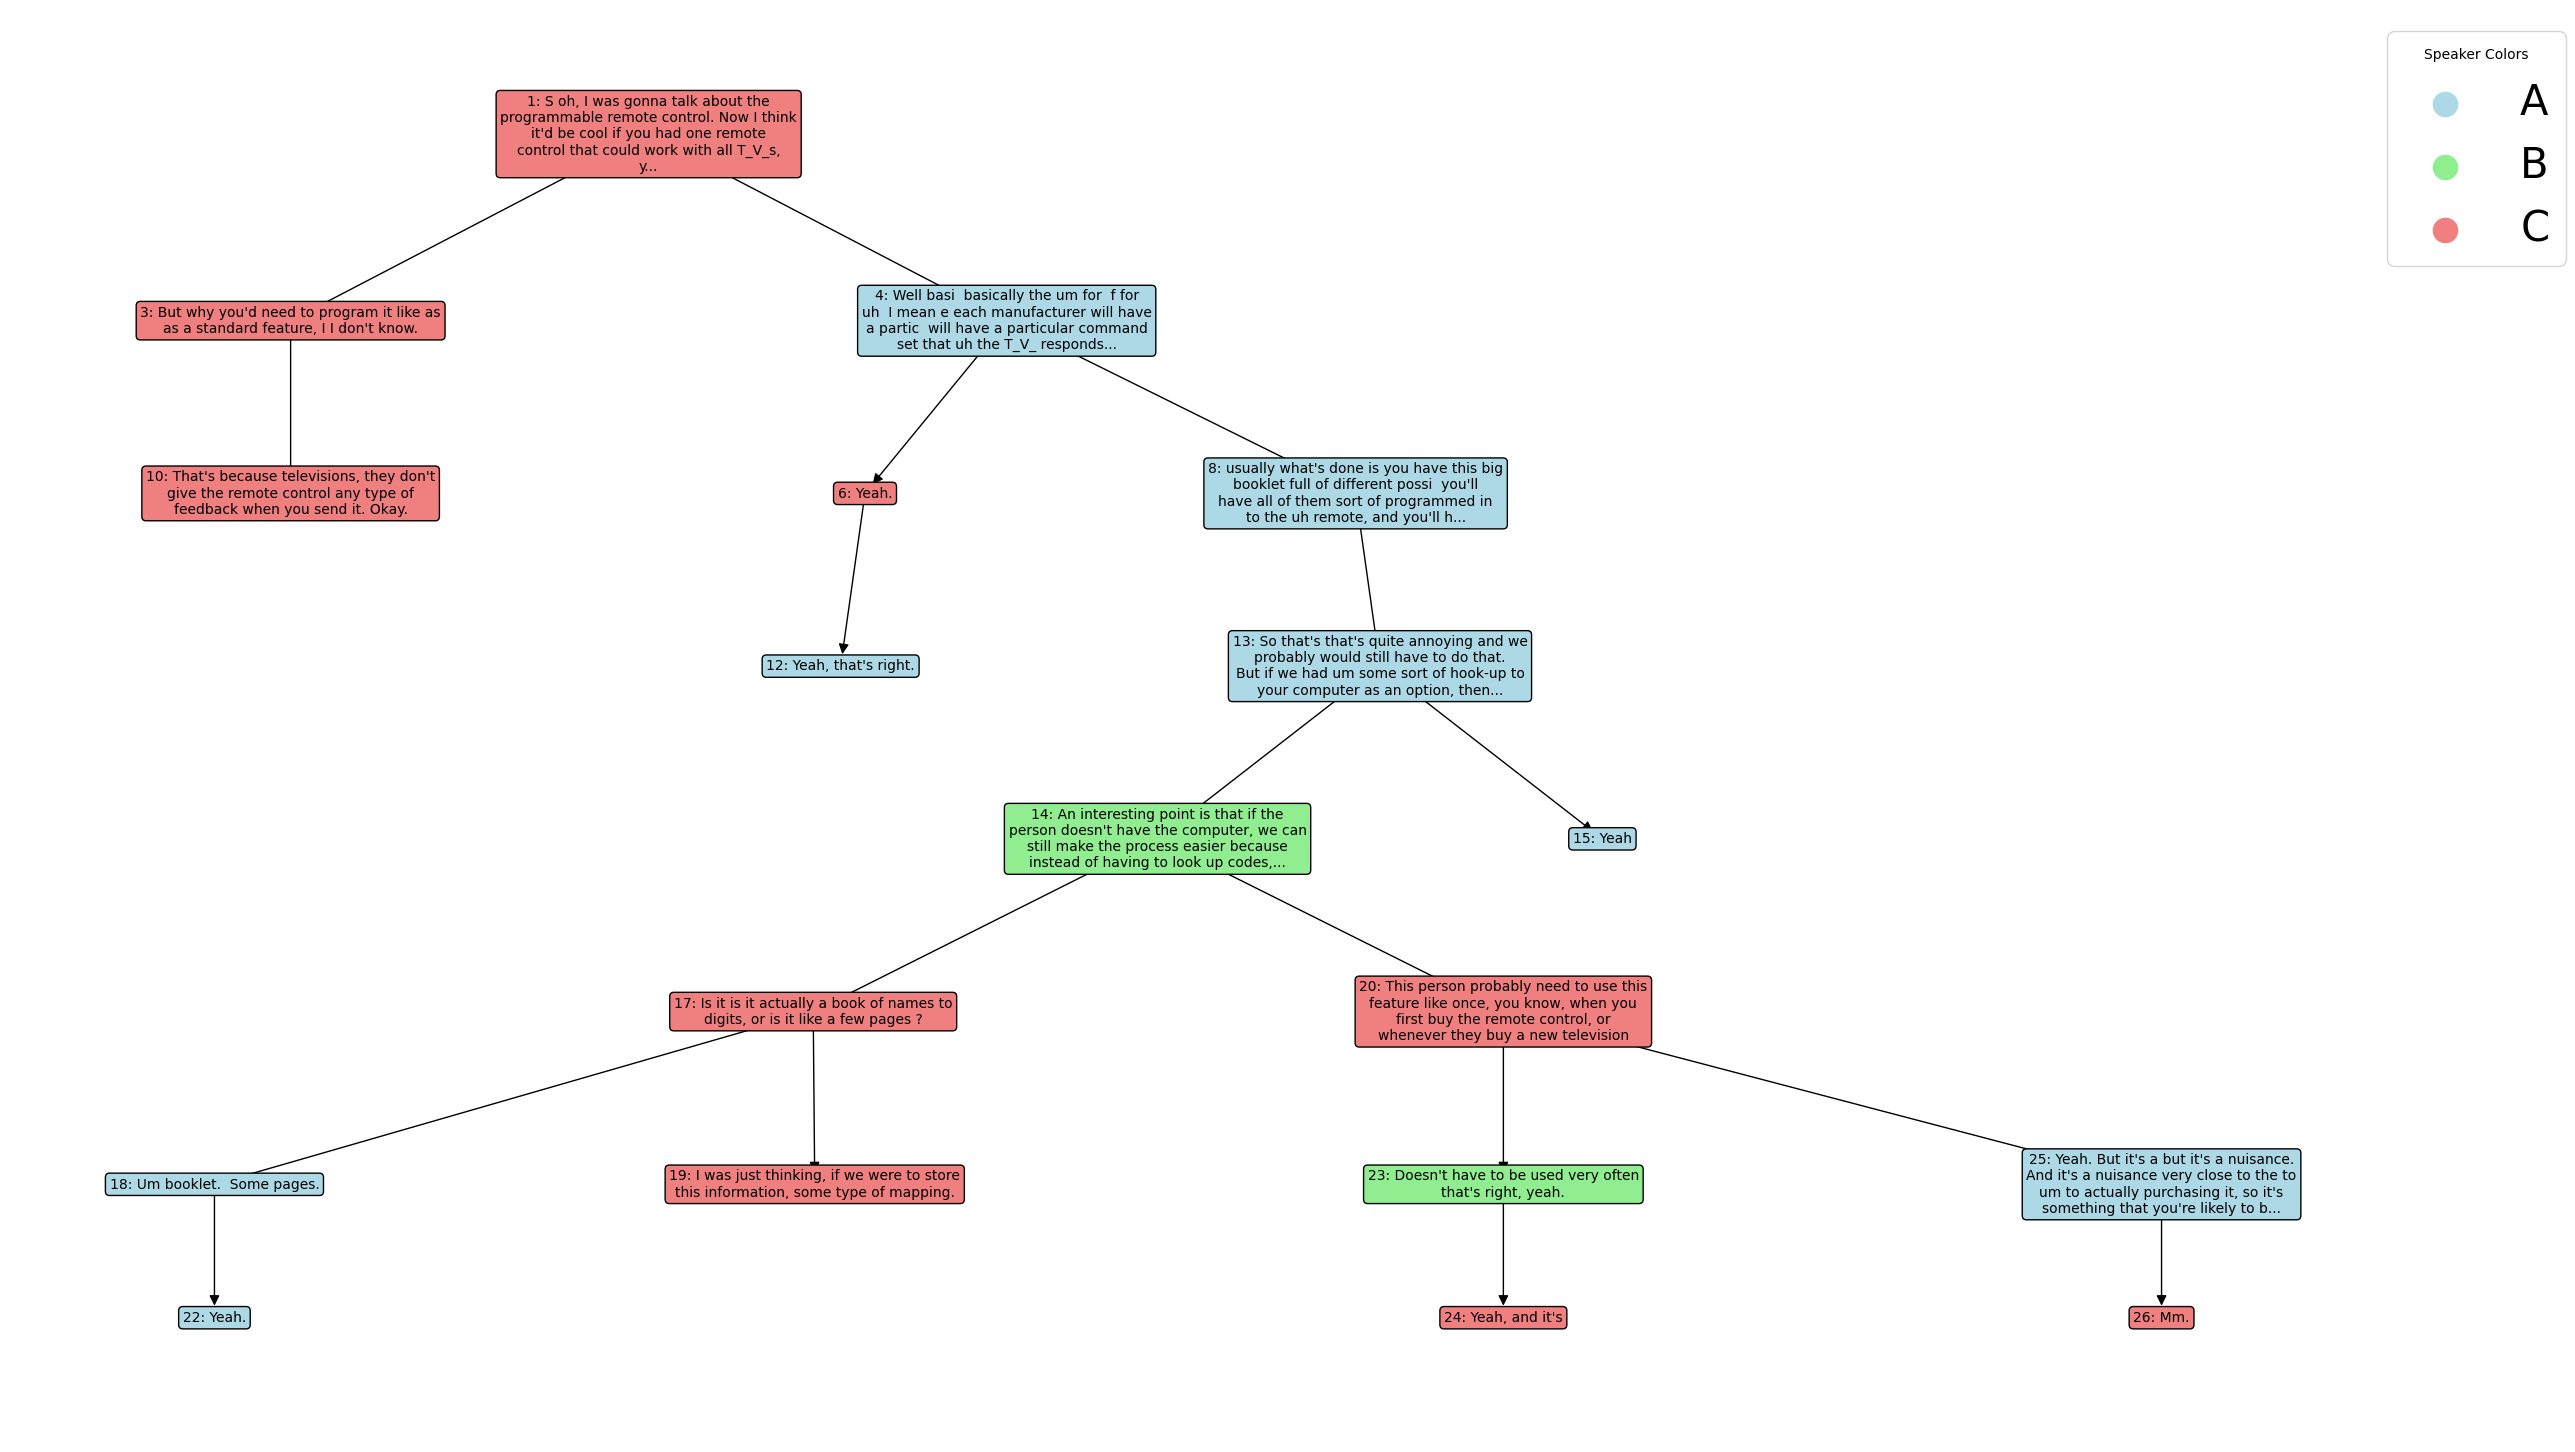 Speaker Colors
A
B
C
1: S oh, I was gonna talk about the
programmable remote control. Now I think
it'd be cool if you had one remote
control that could work with all T_V_s,
y...
3: But why you'd need to program it like as
as a standard feature, I I don't know.
4: Well basi  basically the um for  f for
uh  I mean e each manufacturer will have
a partic  will have a particular command
set that uh the T_V_ responds...
10: That's because televisions, they don't
give the remote control any type of
feedback when you send it. Okay.
6: Yeah.
8: usually what's done is you have this big
booklet full of different possi  you'll
have all of them sort of programmed in
to the uh remote, and you'll h...
12: Yeah, that's right.
13: So that's that's quite annoying and we
probably would still have to do that.
But if we had um some sort of hook-up to
your computer as an option, then...
14: An interesting point is that if the
person doesn't have the computer, we can
still make the process easier because
instead of having to look up codes,...
15: Yeah
17: Is it is it actually a book of names to
digits, or is it like a few pages ?
20: This person probably need to use this
feature like once, you know, when you
first buy the remote control, or
whenever they buy a new television
18: Um booklet.  Some pages.
19: I was just thinking, if we were to store
this information, some type of mapping.
23: Doesn't have to be used very often
that's right, yeah.
25: Yeah. But it's a but it's a nuisance.
And it's a nuisance very close to the to
um to actually purchasing it, so it's
something that you're likely to b...
22: Yeah.
24: Yeah, and it's
26: Mm.